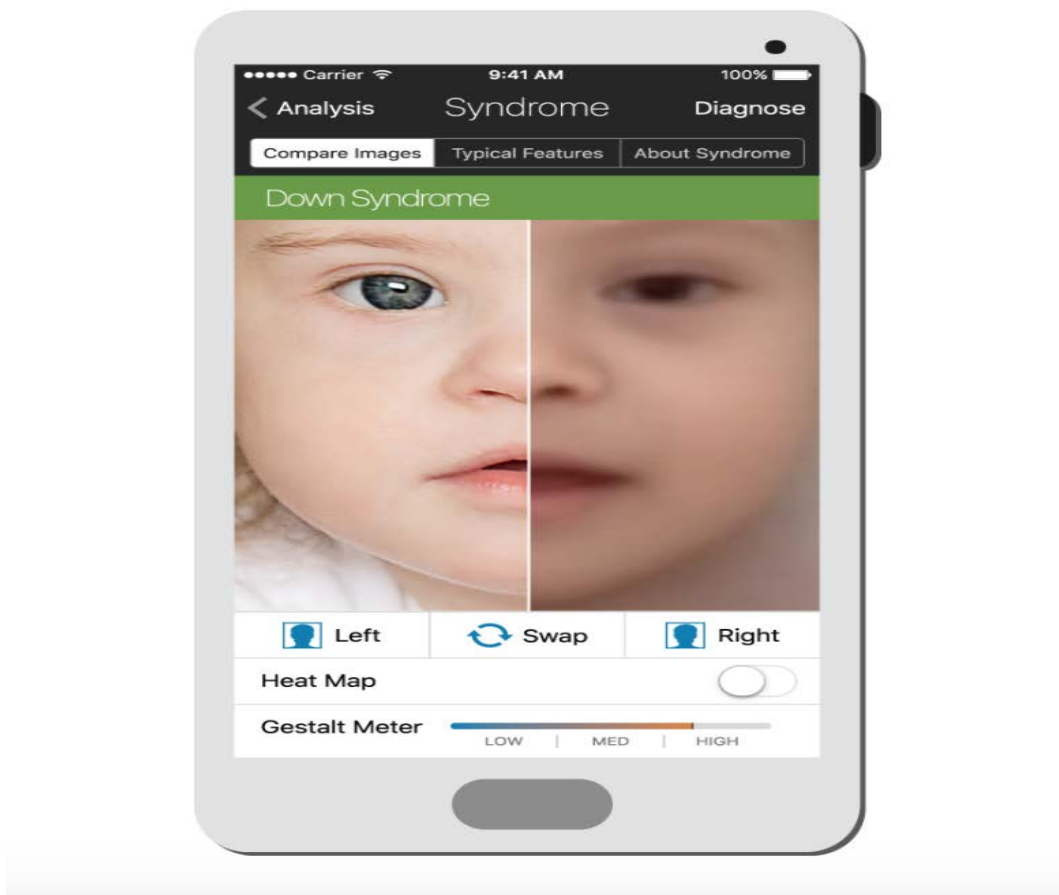 ●●●●● Carrier 9:41 AM 100%
Analysis Syndrome Diagnose
Compare Images Typical Features About Syndrome
Down Syndrome
Left Swap Right
Heat Map
Gestalt Meter
LOW | MED | HIGH